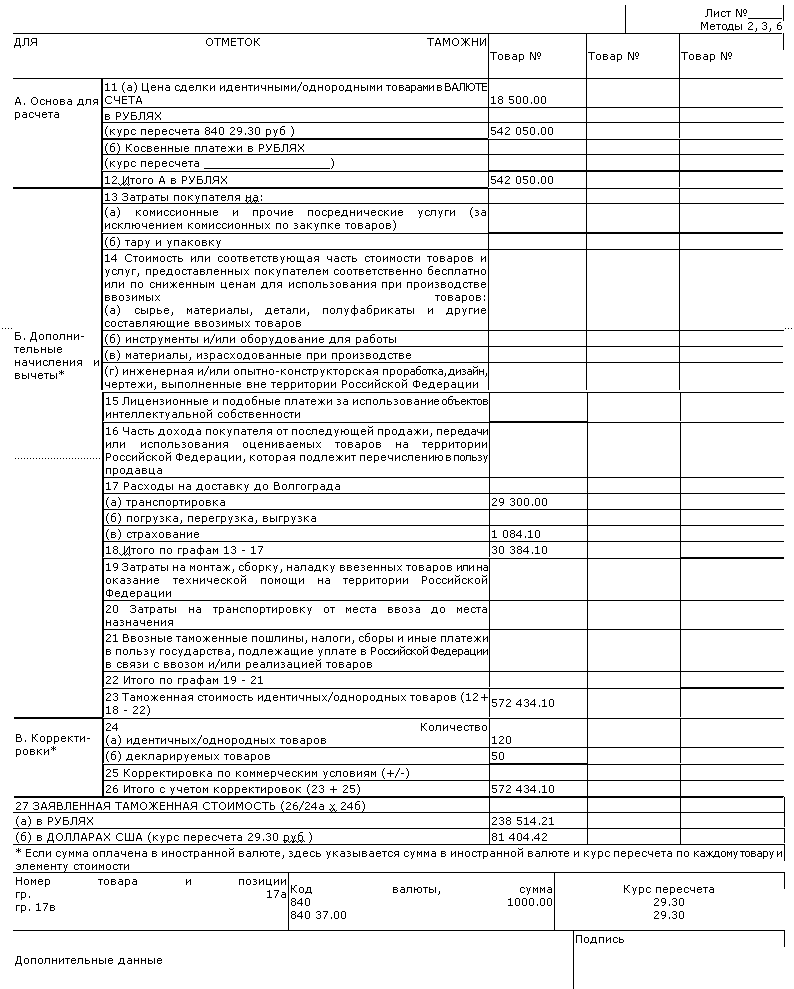 Лист №_____
Методы 2, 3, 6
ДЛЯ ОТМЕТОК ТАМОЖНИ
Товар № Товар № Товар №
А. Основа для расчета
11 (а) Цена сделки идентичными/однородными товарами в ВАЛЮТЕ
СЧЕТА 18 500.00
в РУБЛЯХ
(курс пересчета 840 29.30 руб ) 542 050.00
(б) Косвенные платежи в РУБЛЯХ
(курс пересчета ___________________)
12 Итого А в РУБЛЯХ 542 050.00
Б. Дополни-
тельные
начисления и
вычеты*
13 Затраты покупателя на:
(а) комиссионные и прочие посреднические услуги (за
исключением комиссионных по закупке товаров)
(б) тару и упаковку
14 Стоимость или соответствующая часть стоимости товаров и
услуг, предоставленных покупателем соответственно бесплатно
или по сниженным ценам для использования при производстве
ввозимых товаров:
(а) сырье, материалы, детали, полуфабрикаты и другие
составляющие ввозимых товаров
(б) инструменты и/или оборудование для работы
(в) материалы, израсходованные при производстве
(г) инженерная и/или опытно-конструкторская проработка, дизайн,
чертежи, выполненные вне территории Российской Федерации
15 Лицензионные и подобные платежи за использование объектов
интеллектуальной собственности
16 Часть дохода покупателя от последующей продажи, передачи
или использования оцениваемых товаров на территории
Российской Федерации, которая подлежит перечислению в пользу
продавца
17 Расходы на доставку до Волгограда
(а) транспортировка 29 300.00
(б) погрузка, перегрузка, выгрузка
(в) страхование 1 084.10
18 Итого по графам 13 - 17 30 384.10
19 Затраты на монтаж, сборку, наладку ввезенных товаров или на
оказание технической помощи на территории Российской
Федерации
20 Затраты на транспортировку от места ввоза до места
назначения
21 Ввозные таможенные пошлины, налоги, сборы и иные платежи
в пользу государства, подлежащие уплате в Российской Федерации
в связи с ввозом и/или реализацией товаров
22 Итого по графам 19 - 21
23 Таможенная стоимость идентичных/однородных товаров (12+
18 - 22) 572 434.10
В. Корректи-
ровки*
24 Количество
(а) идентичных/однородных товаров 120
(б) декларируемых товаров 50
25 Корректировка по коммерческим условиям (+/-)
26 Итого с учетом корректировок (23 + 25) 572 434.10
27 ЗАЯВЛЕННАЯ ТАМОЖЕННАЯ СТОИМОСТЬ (26/24а х 24б)
(а) в РУБЛЯХ 238 514.21
(б) в ДОЛЛАРАХ США (курс пересчета 29.30 руб ) 81 404.42
* Если сумма оплачена в иностранной валюте, здесь указывается сумма в иностранной валюте и курс пересчета по каждому товару и
элементу стоимости
Номер товара и позиции
гр. 17а
гр. 17в
Код валюты, сумма
840 1000.00
840 37.00
Курс пересчета
29.30
29.30
Подпись
Дополнительные данные